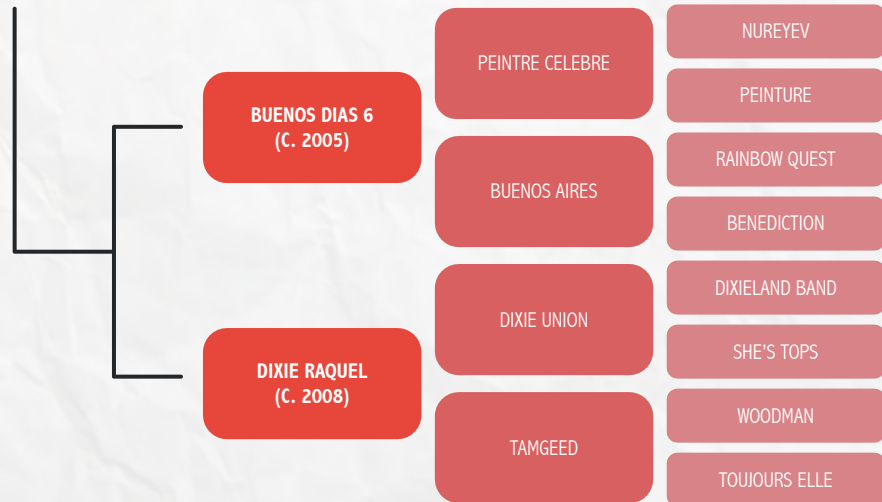 BUENOS DIAS 6
(C. 2005)
DIXIE RAQUEL
(C. 2008)
PEINTRE CELEBRE
BUENOS AIRES
DIXIE UNION
TAMGEED
NUREYEV
PEINTURE
RAINBOW QUEST
BENEDICTION
DIXIELAND BAND
SHE'S TOPS
WOODMAN
TOUJOURS ELLE